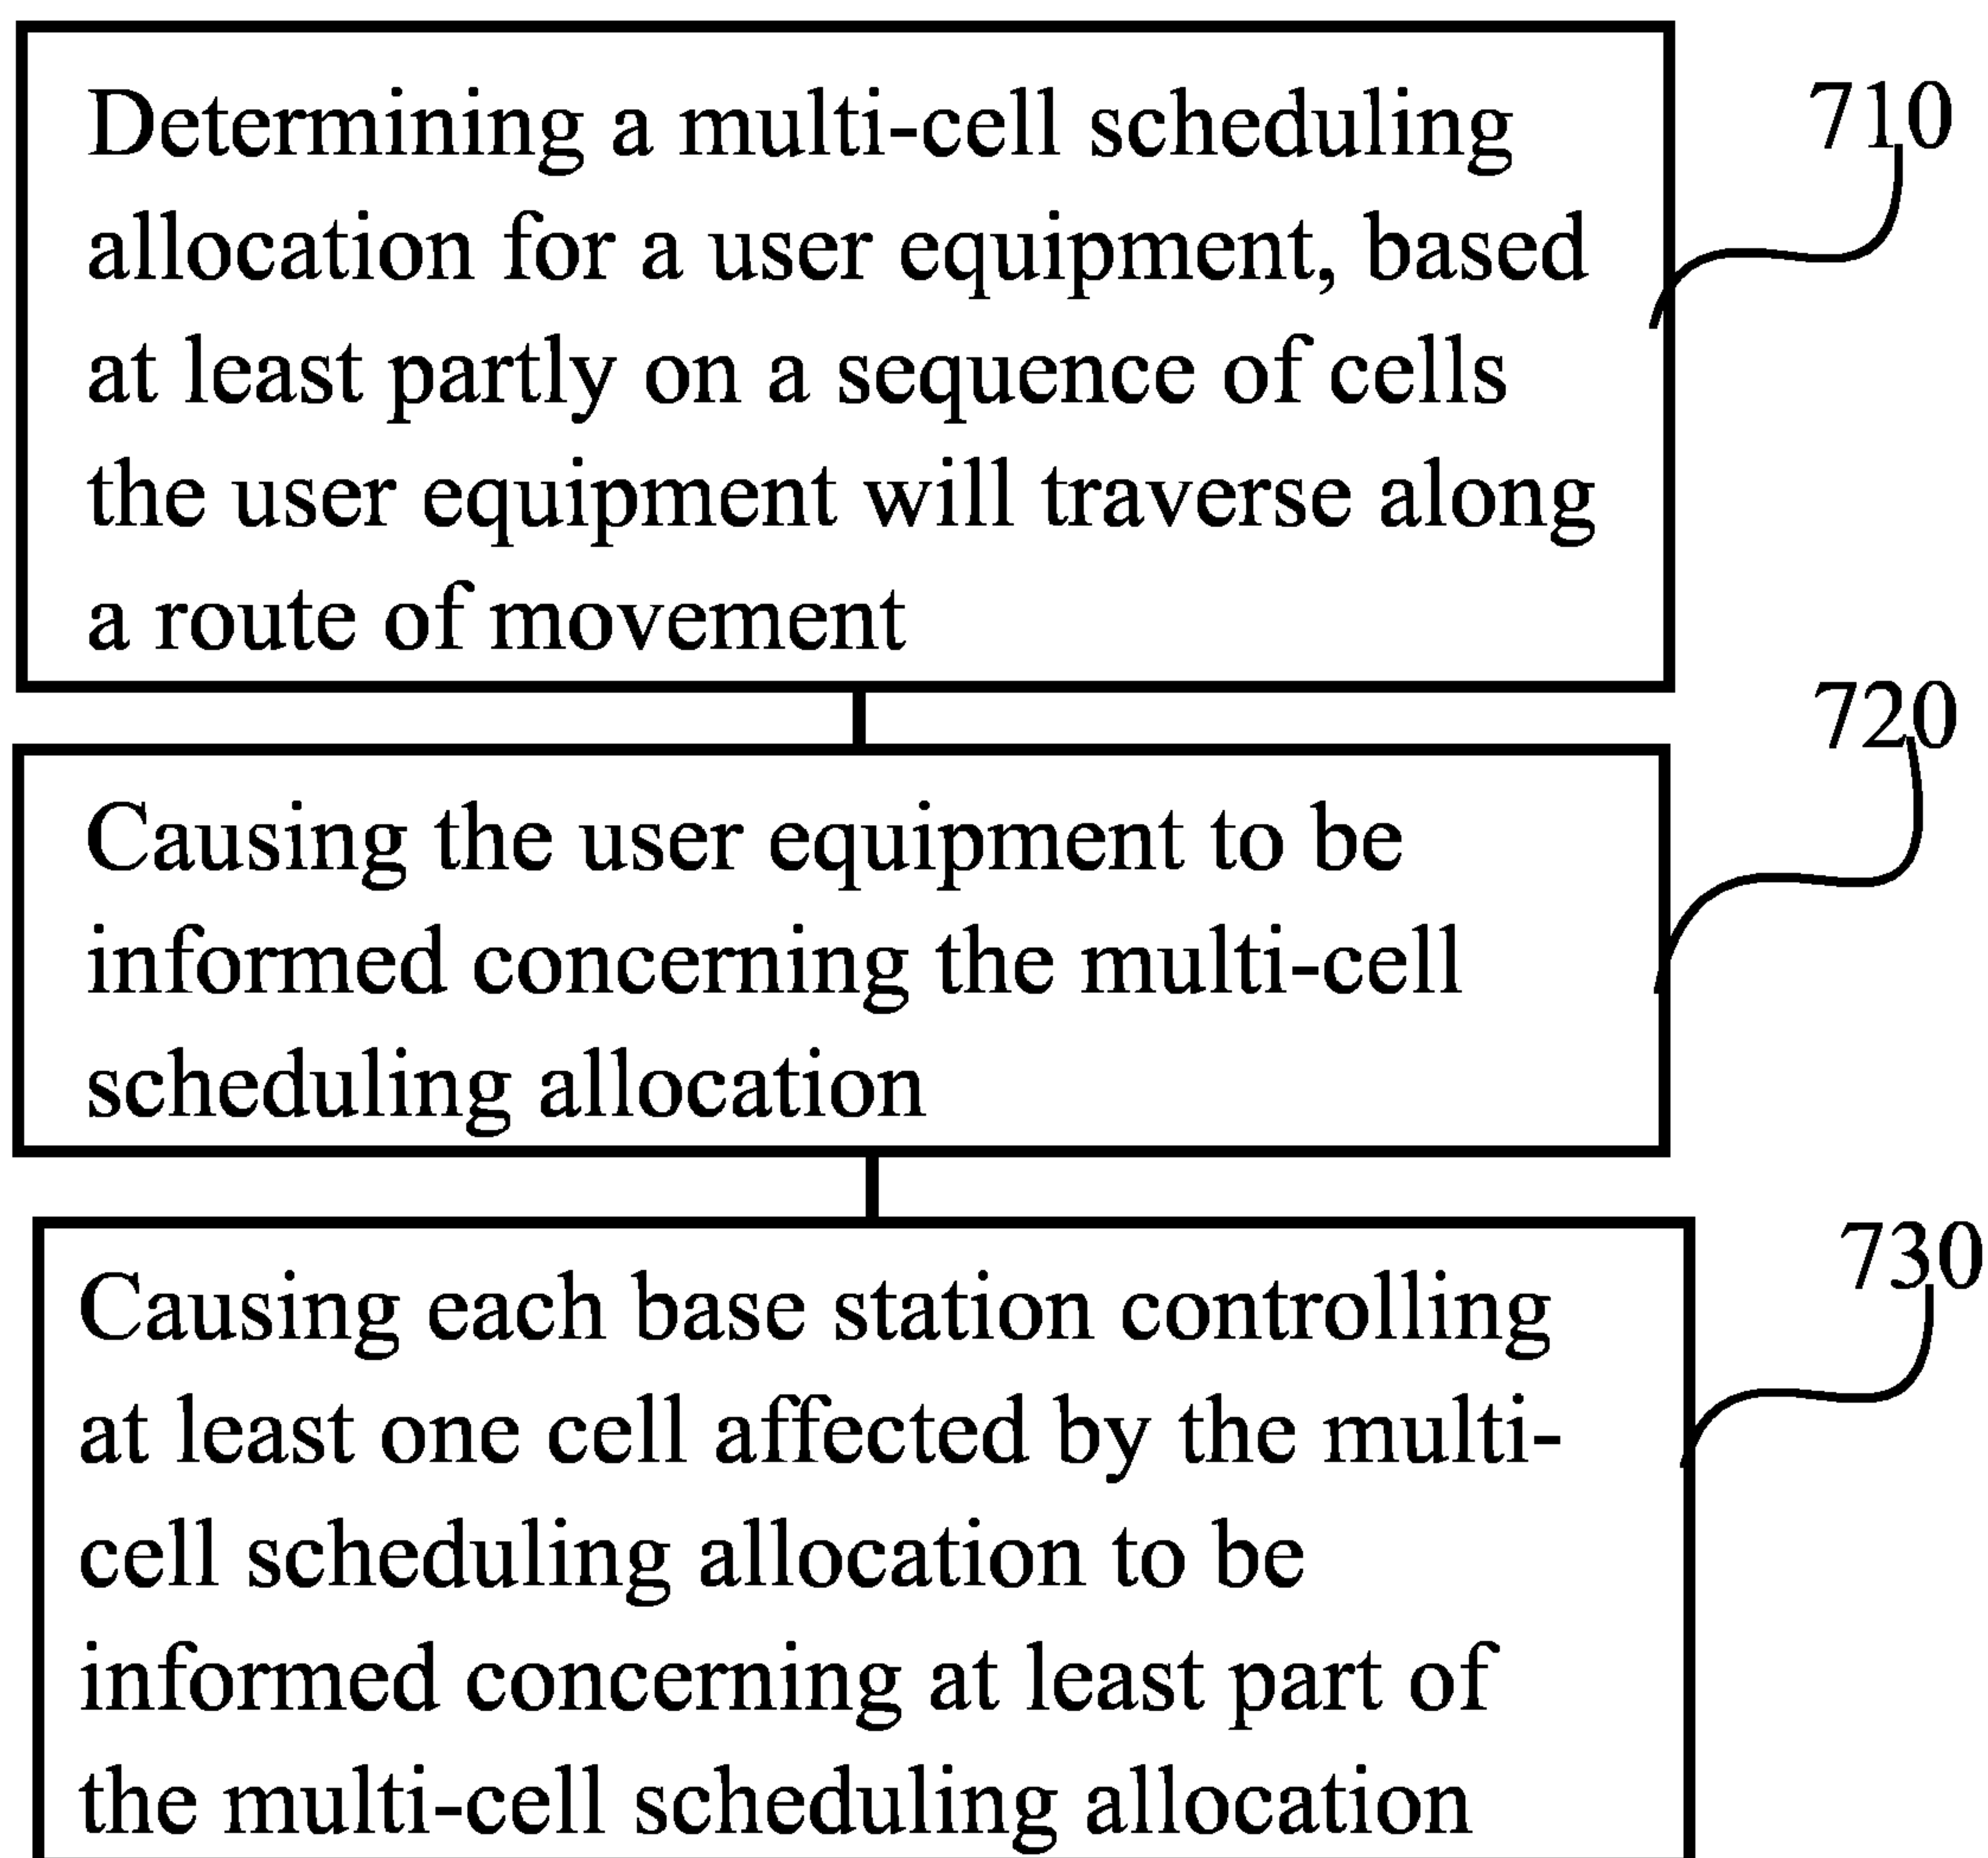 Determining a multi-cell scheduling
allocation for a user equipment, based
at least partly on a sequence of cells
the user equipment will traverse along
a route of movement
710
Causing the user equipment to be
informed concerning the multi-cell
scheduling allocation
720
Causing each base station controlling
at least one cell affected by the multi-
cell scheduling allocation to be
informed concerning at least part of
the multi-cell scheduling allocation
730